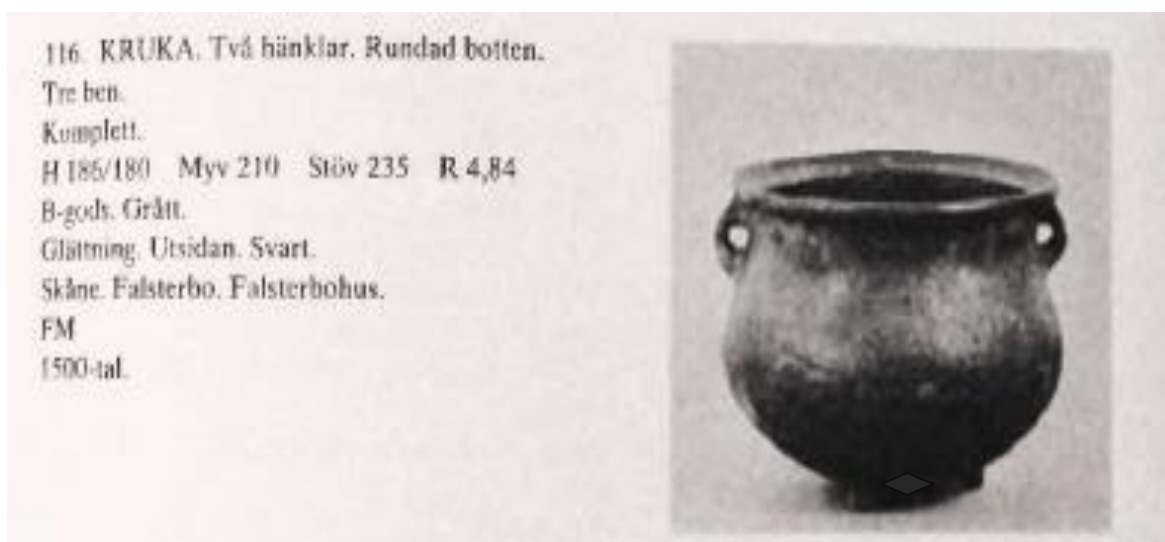 116. KRUKA. Två hänklar. Rundad botten.
Tre ben.
Komplett.
H 186/180 Myv 210 Stöv 235 R 4,84
B-gods. Grått.
Glättning. Utsidan. Svart.
Skåne. Falsterbo. Falsterbohus.
FM
1500-tal.